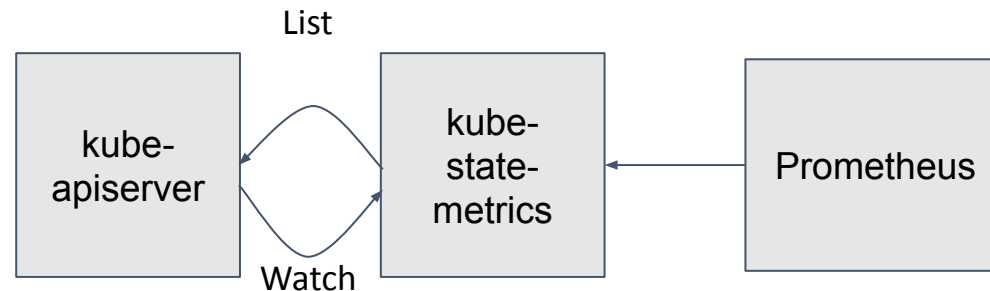 List
kube-
apiserver
kube-
state-
metrics
Prometheus
Watch